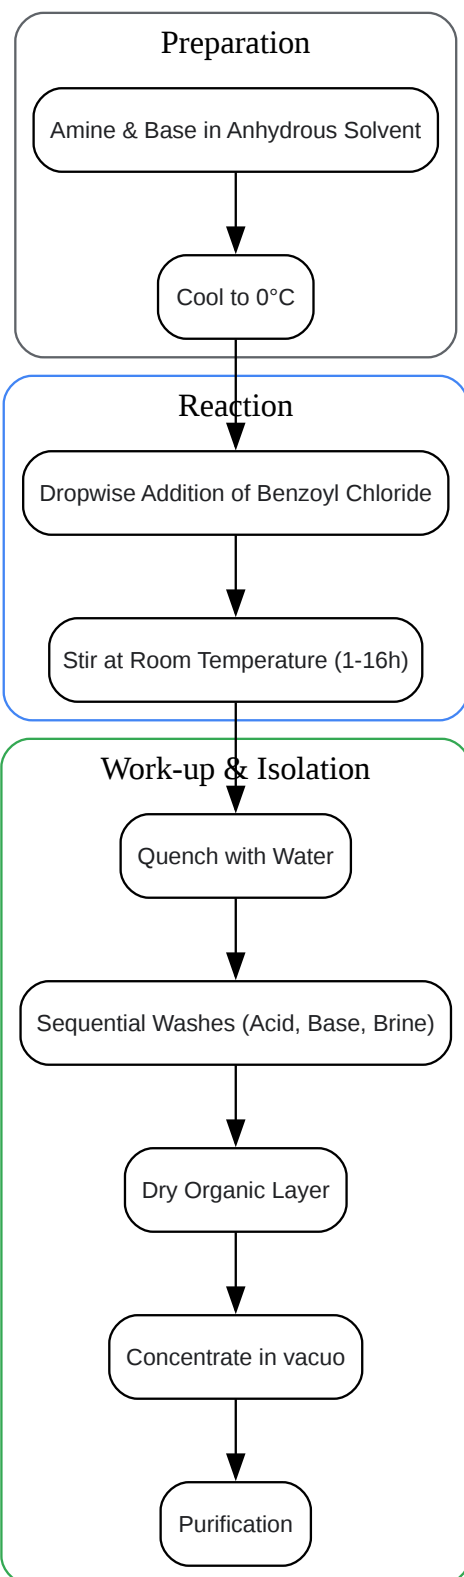 Preparation
Amine & Base in Anhydrous Solvent
Cool to 0°C
Reaction
Dropwise Addition of Benzoyl Chloride
Stir at Room Temperature (1-16h)
Work-up & Isolation
Quench with Water
Sequential Washes (Acid, Base, Brine)
Dry Organic Layer
Concentrate in vacuo
Purification